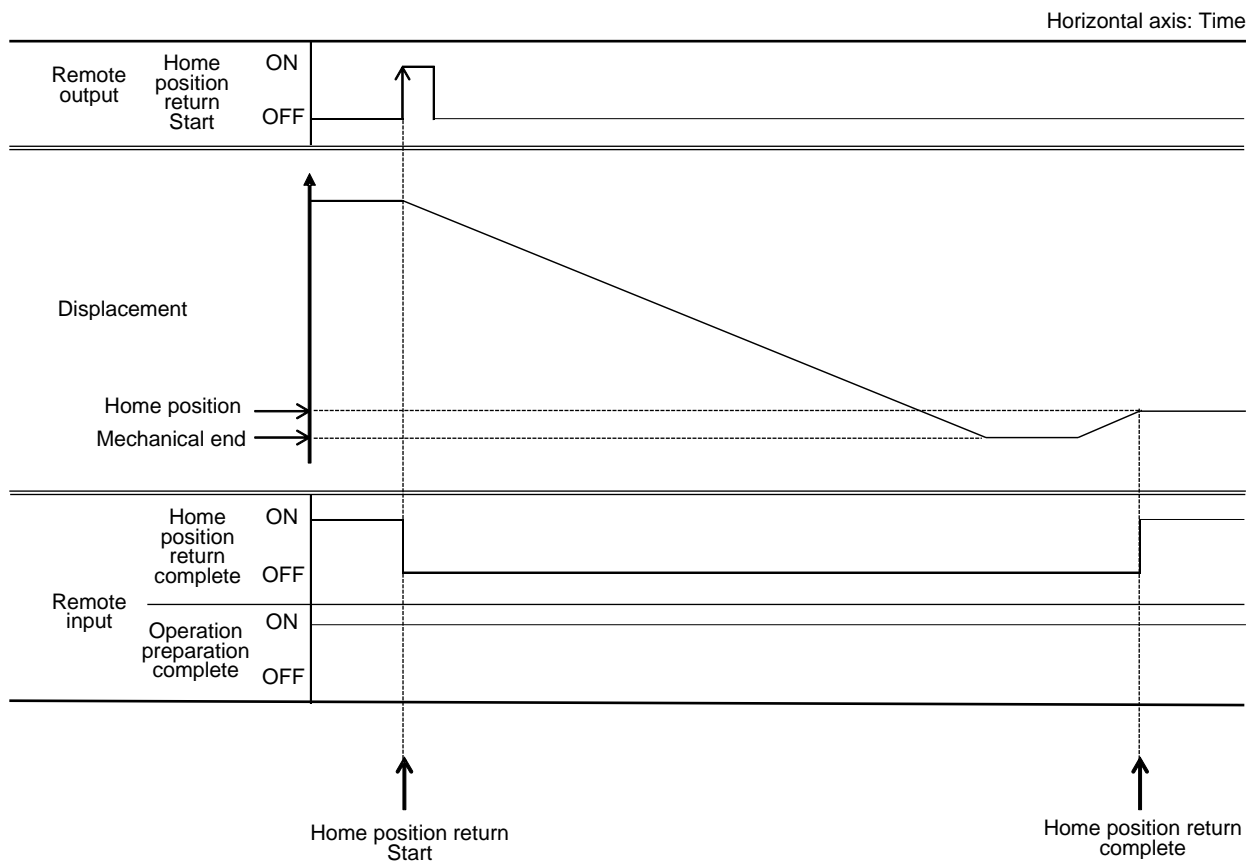 Horizontal axis: Time
Remote
output
Home
position
return
Start
ON
OFF
Displacement
Home position
Mechanical end
Remote
input
Home
position
return
complete
ON
OFF
Operation
preparation
complete
ON
OFF
Home position return
Start
Home position return
complete